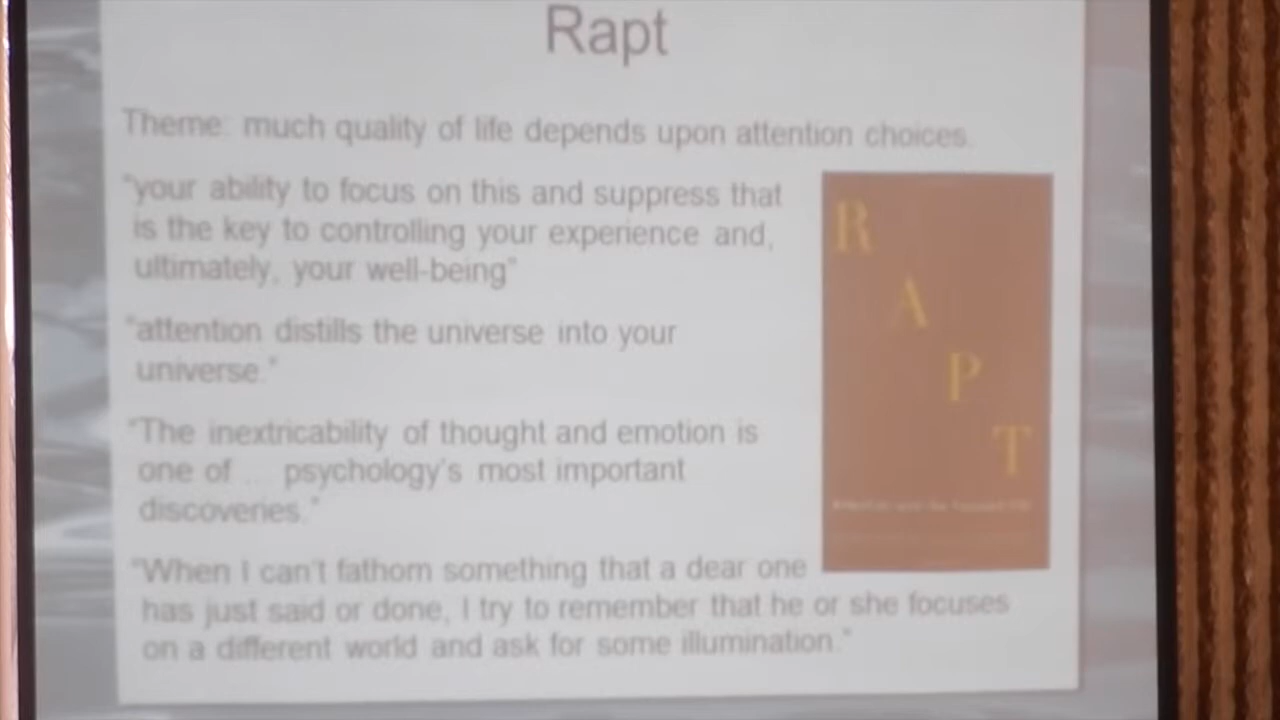 Rapt
Theme: much quality of life depends upon attention choices.
"your ability to focus on this and suppress that
is the key to controlling your experience and,
ultimately, your well-being"
"attention distills the universe into your
universe."
"The inextricability of thought and emotion is
one of ... psychology's most important
discoveries."
"When I can't fathom something that a dear one
has just said or done, I try to remember that he or she focuses
on a different world and ask for some illumination."
R
A
P
T